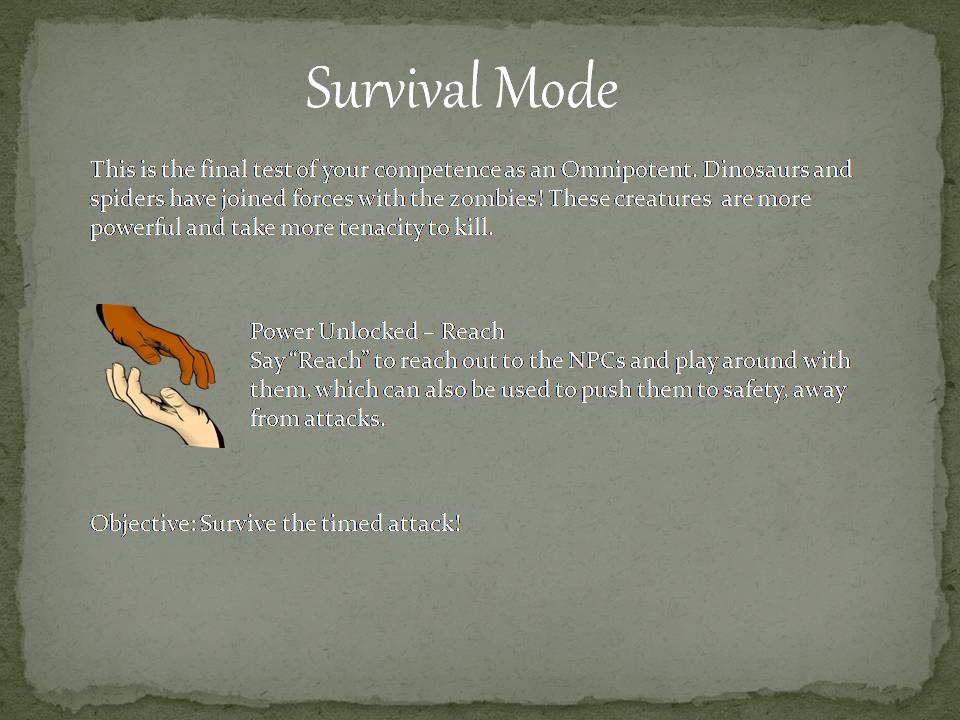 Survival Mode
This is the final test of your competence as an Omnipotent. Dinosaurs and
spiders have joined forces with the zombies! These creatures  are more
powerful and take more tenacity to kill.
Power Unlocked – Reach
Say “Reach” to reach out to the NPCs and play around with
them, which can also be used to push them to safety, away
from attacks.
Objective: Survive the timed attack!